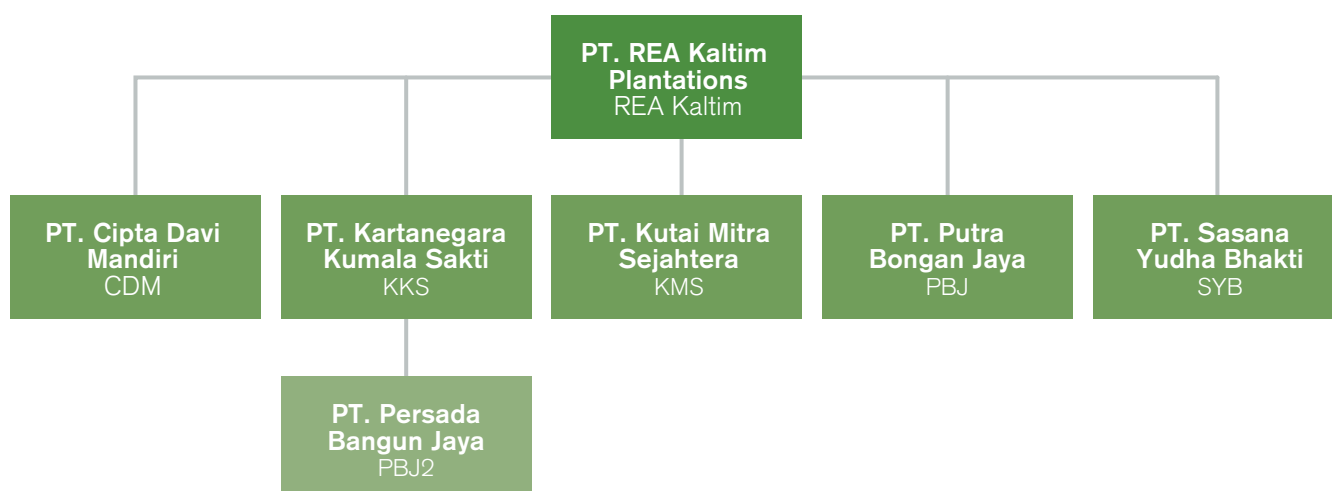 PT. REA Kaltim
Plantations
REA Kaltim
PT. Cipta Davi
Mandiri
CDM
PT. Kartanegara
Kumala Sakti
KKS
PT. Kutai Mitra
Sejahtera
KMS
PT. Putra
Bongan Jaya
PBJ
PT. Sasana
Yudha Bhakti
SYB
PT. Persada
Bangun Jaya
PBJ2